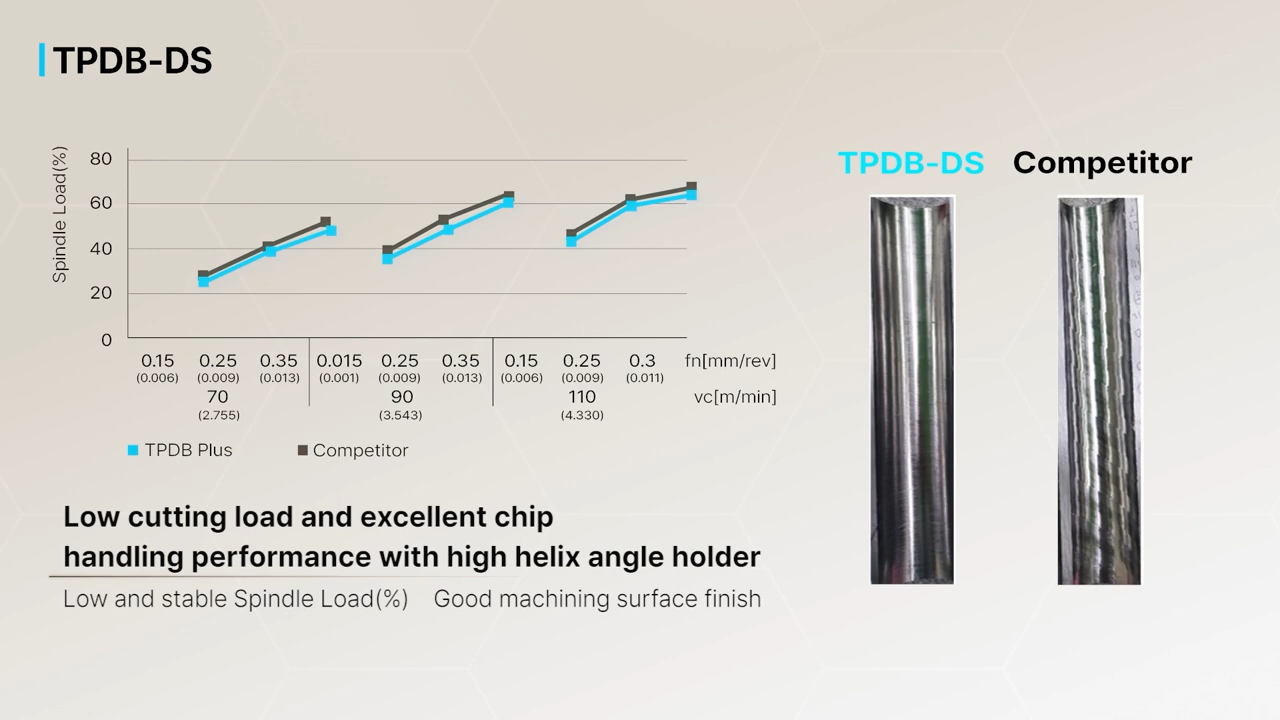 TPDB-DS
Spindle Load(%)
80
60
40
20
0
0.15 0.25 0.35 0.015 0.25 0.35 0.15 0.25 0.3 fn[mm/rev]
(0.006) (0.009) (0.013) (0.001) (0.009) (0.013) (0.006) (0.009) (0.011)
70 90 110 vc[m/min]
(2.755) (3.543) (4.330)
TPDB Plus Competitor
Low cutting load and excellent chip
handling performance with high helix angle holder
Low and stable Spindle Load(%) Good machining surface finish
TPDB-DS Competitor